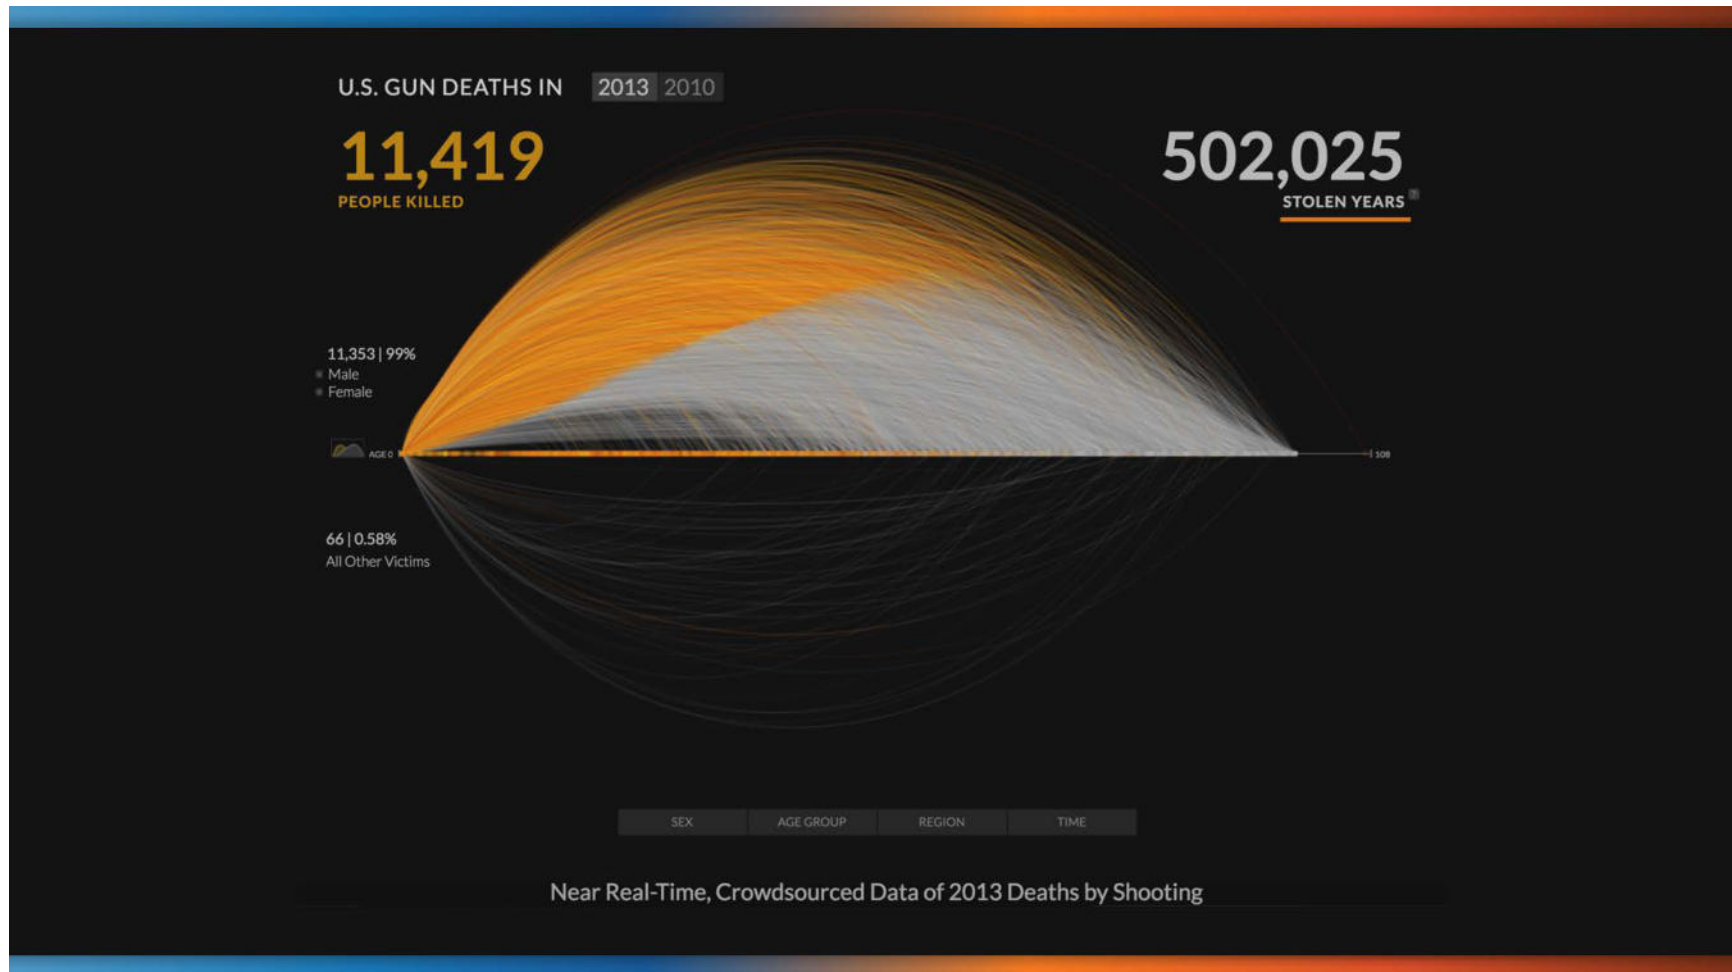 U.S. GUN DEATHS IN 2013 2010
11,419
PEOPLE KILLED
502,025
STOLEN YEARS
11,353 | 99%
Male
Female
AGE 0
108
66 | 0.58%
All Other Victims
SEX AGE GROUP REGION TIME
Near Real-Time, Crowdsourced Data of 2013 Deaths by Shooting